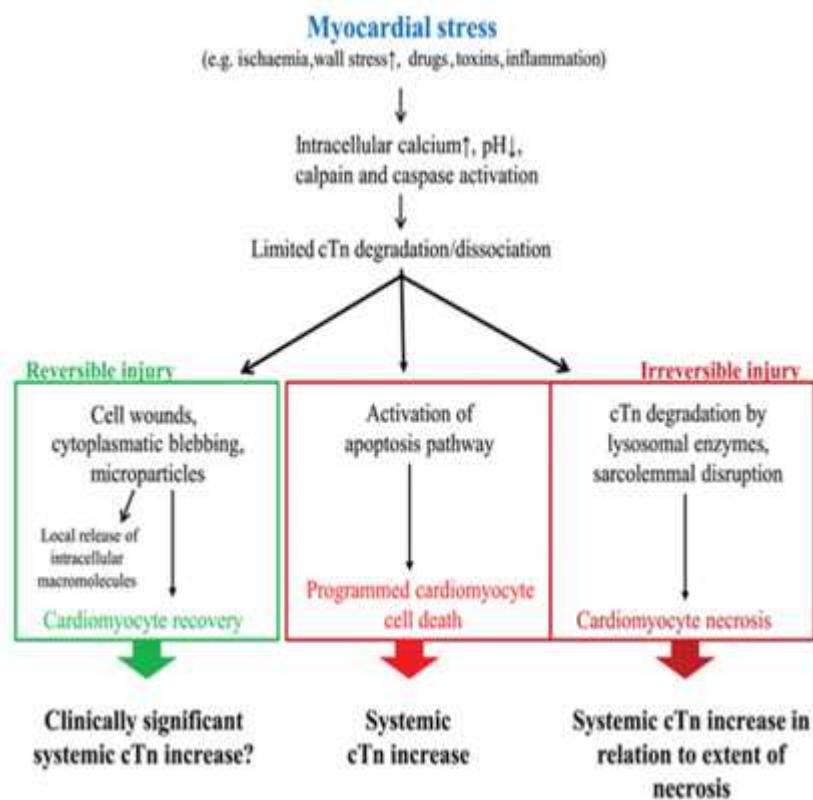 Myocardial stress
(e.g. ischaemia,wall stress↑, drugs,toxins,inflammation)
Intracellular calcium↑, pH↓,
calpain and caspase activation
Limited cTn degradation/dissociation
Reversible injury
Irreversible injury
Cell wounds,
cytoplasmatic blebbing,
microparticles
Local release of
intracellular
macromolecules
Cardiomyocyte recovery
Activation of
apoptosis pathway
Programmed cardiomyocyte
cell death
cTn degradation by
lysosomal enzymes,
sarcolemmal disruption
Cardiomyocyte necrosis
Clinically significant
systemic cTn increase?
Systemic
cTn increase
Systemic cTn increase in
relation to extent of
necrosis